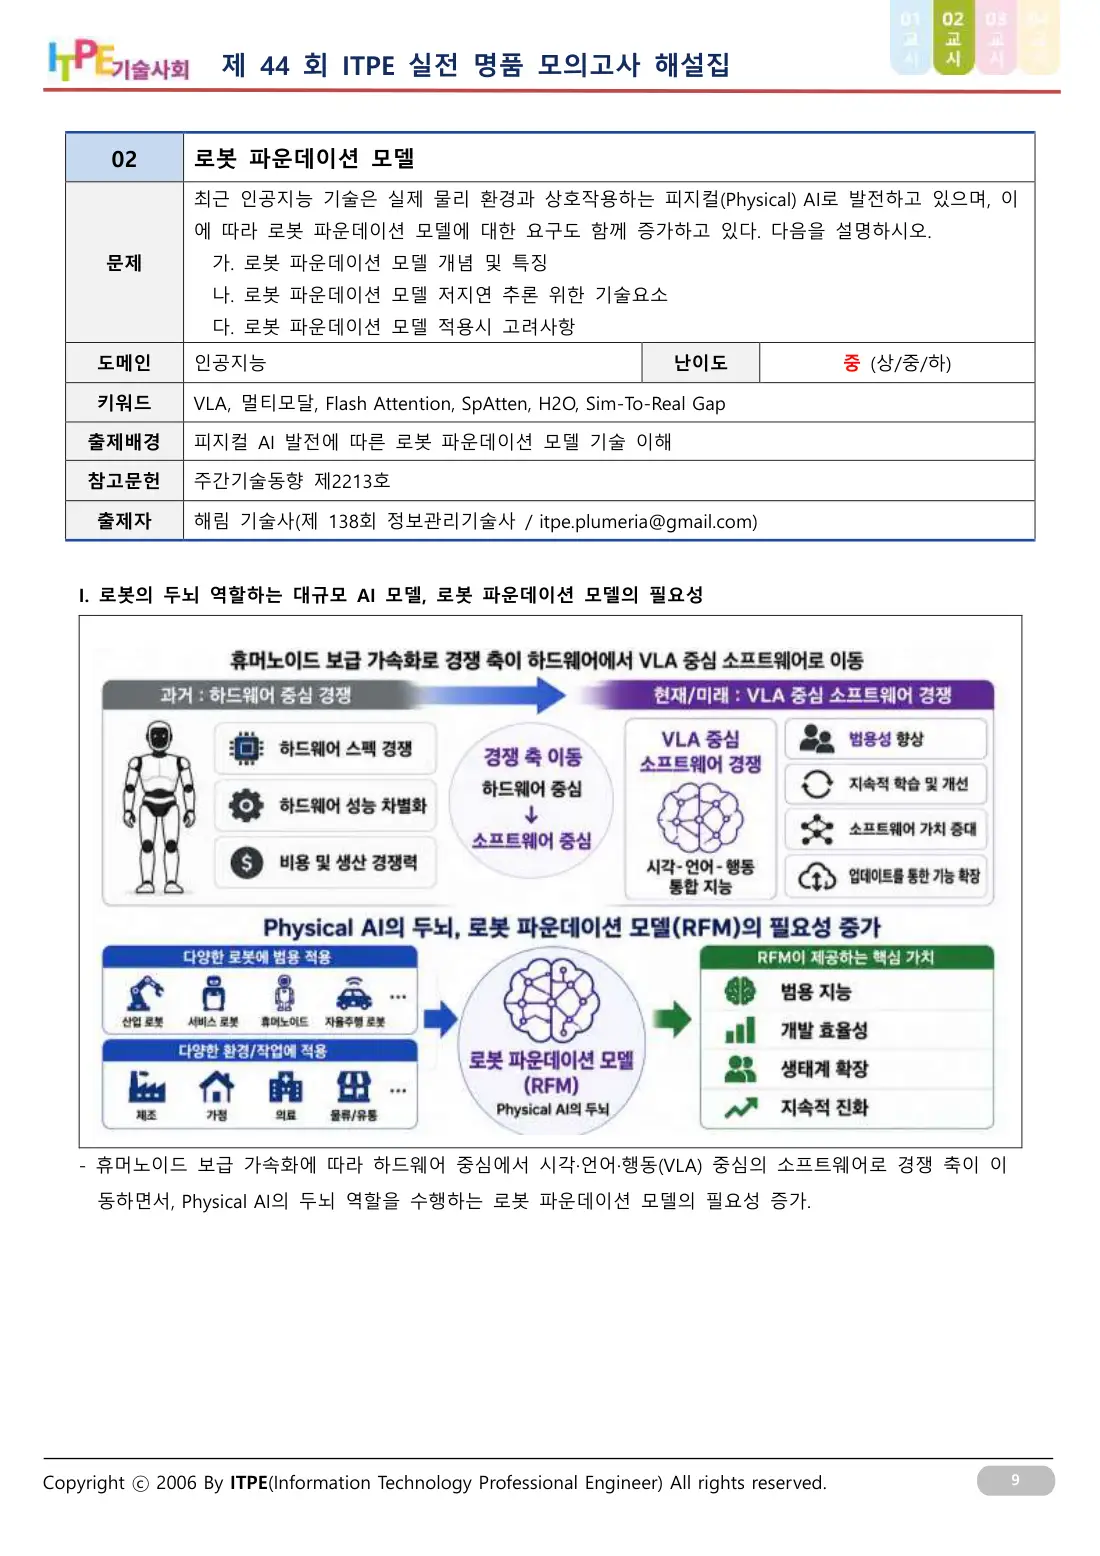 ITPE기술사회 제 44 회 ITPE 실전 명품 모의고사 해설집
01 교시
02 교시
03 교시
02 로봇 파운데이션 모델
문제
최근 인공지능 기술은 실제 물리 환경과 상호작용하는 피지컬(Physical) AI로 발전하고 있으며, 이
에 따라 로봇 파운데이션 모델에 대한 요구도 함께 증가하고 있다. 다음을 설명하시오.
가. 로봇 파운데이션 모델 개념 및 특징
나. 로봇 파운데이션 모델 저지연 추론 위한 기술요소
다. 로봇 파운데이션 모델 적용시 고려사항
도메인 인공지능 난이도 중 (상/중/하)
키워드 VLA, 멀티모달, Flash Attention, SpAtten, H2O, Sim-To-Real Gap
출제배경 피지컬 AI 발전에 따른 로봇 파운데이션 모델 기술 이해
참고문헌 주간기술동향 제2213호
출제자 해림 기술사(제 138회 정보관리기술사 / itpe.plumeria@gmail.com)
I. 로봇의 두뇌 역할하는 대규모 AI 모델, 로봇 파운데이션 모델의 필요성
휴머노이드 보급 가속화로 경쟁 축이 하드웨어에서 VLA 중심 소프트웨어로 이동
과거 : 하드웨어 중심 경쟁
하드웨어 스펙 경쟁
하드웨어 성능 차별화
비용 및 생산 경쟁력
경쟁 축 이동
하드웨어 중심
↓
소프트웨어 중심
현재/미래 : VLA 중심 소프트웨어 경쟁
VLA 중심
소프트웨어 경쟁
시각-언어-행동
통합 지능
범용성 향상
지속적 학습 및 개선
소프트웨어 가치 증대
업데이트를 통한 기능 확장
Physical AI의 두뇌, 로봇 파운데이션 모델(RFM)의 필요성 증가
다양한 로봇에 범용 적용
산업 로봇 서비스 로봇 휴머노이드 자율주행 로봇 ...
다양한 환경/작업에 적용
제조 가정 의료 물류/유통 ...
로봇 파운데이션 모델
(RFM)
Physical AI의 두뇌
RFM이 제공하는 핵심 가치
범용 지능
개발 효율성
생태계 확장
지속적 진화
- 휴머노이드 보급 가속화에 따라 하드웨어 중심에서 시각·언어·행동(VLA) 중심의 소프트웨어로 경쟁 축이 이
동하면서, Physical AI의 두뇌 역할을 수행하는 로봇 파운데이션 모델의 필요성 증가.
Copyright ⓒ 2006 By ITPE(Information Technology Professional Engineer) All rights reserved.
9